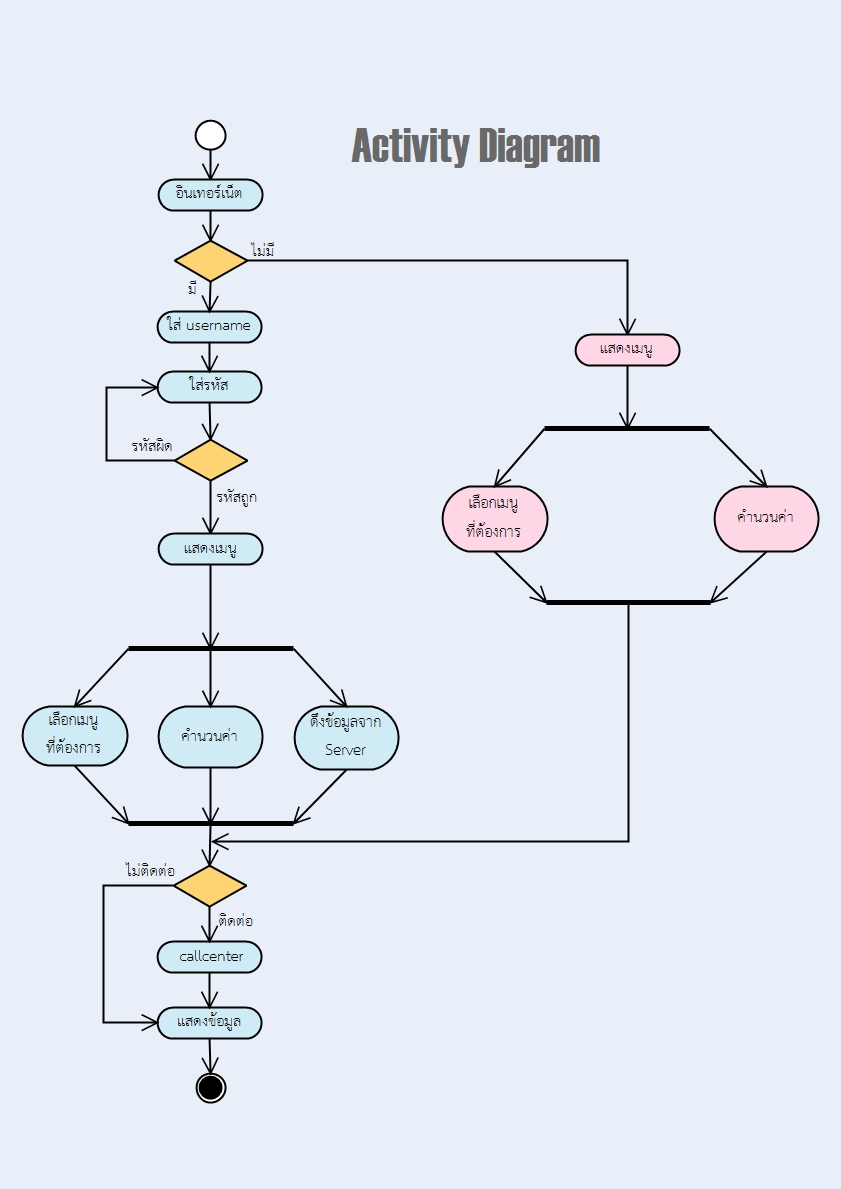 Activity Diagram
อินเทอร์เน็ต
ไม่มี
มี
ใส่ username
แสดงเมนู
ใส่รหัส
รหัสผิด
รหัสถูก
เลือกเมนู
ที่ต้องการ
คำนวนค่า
แสดงเมนู
เลือกเมนู
ที่ต้องการ
คำนวนค่า
ดึงข้อมูลจาก
Server
ไม่ติดต่อ
ติดต่อ
callcenter
แสดงข้อมูล